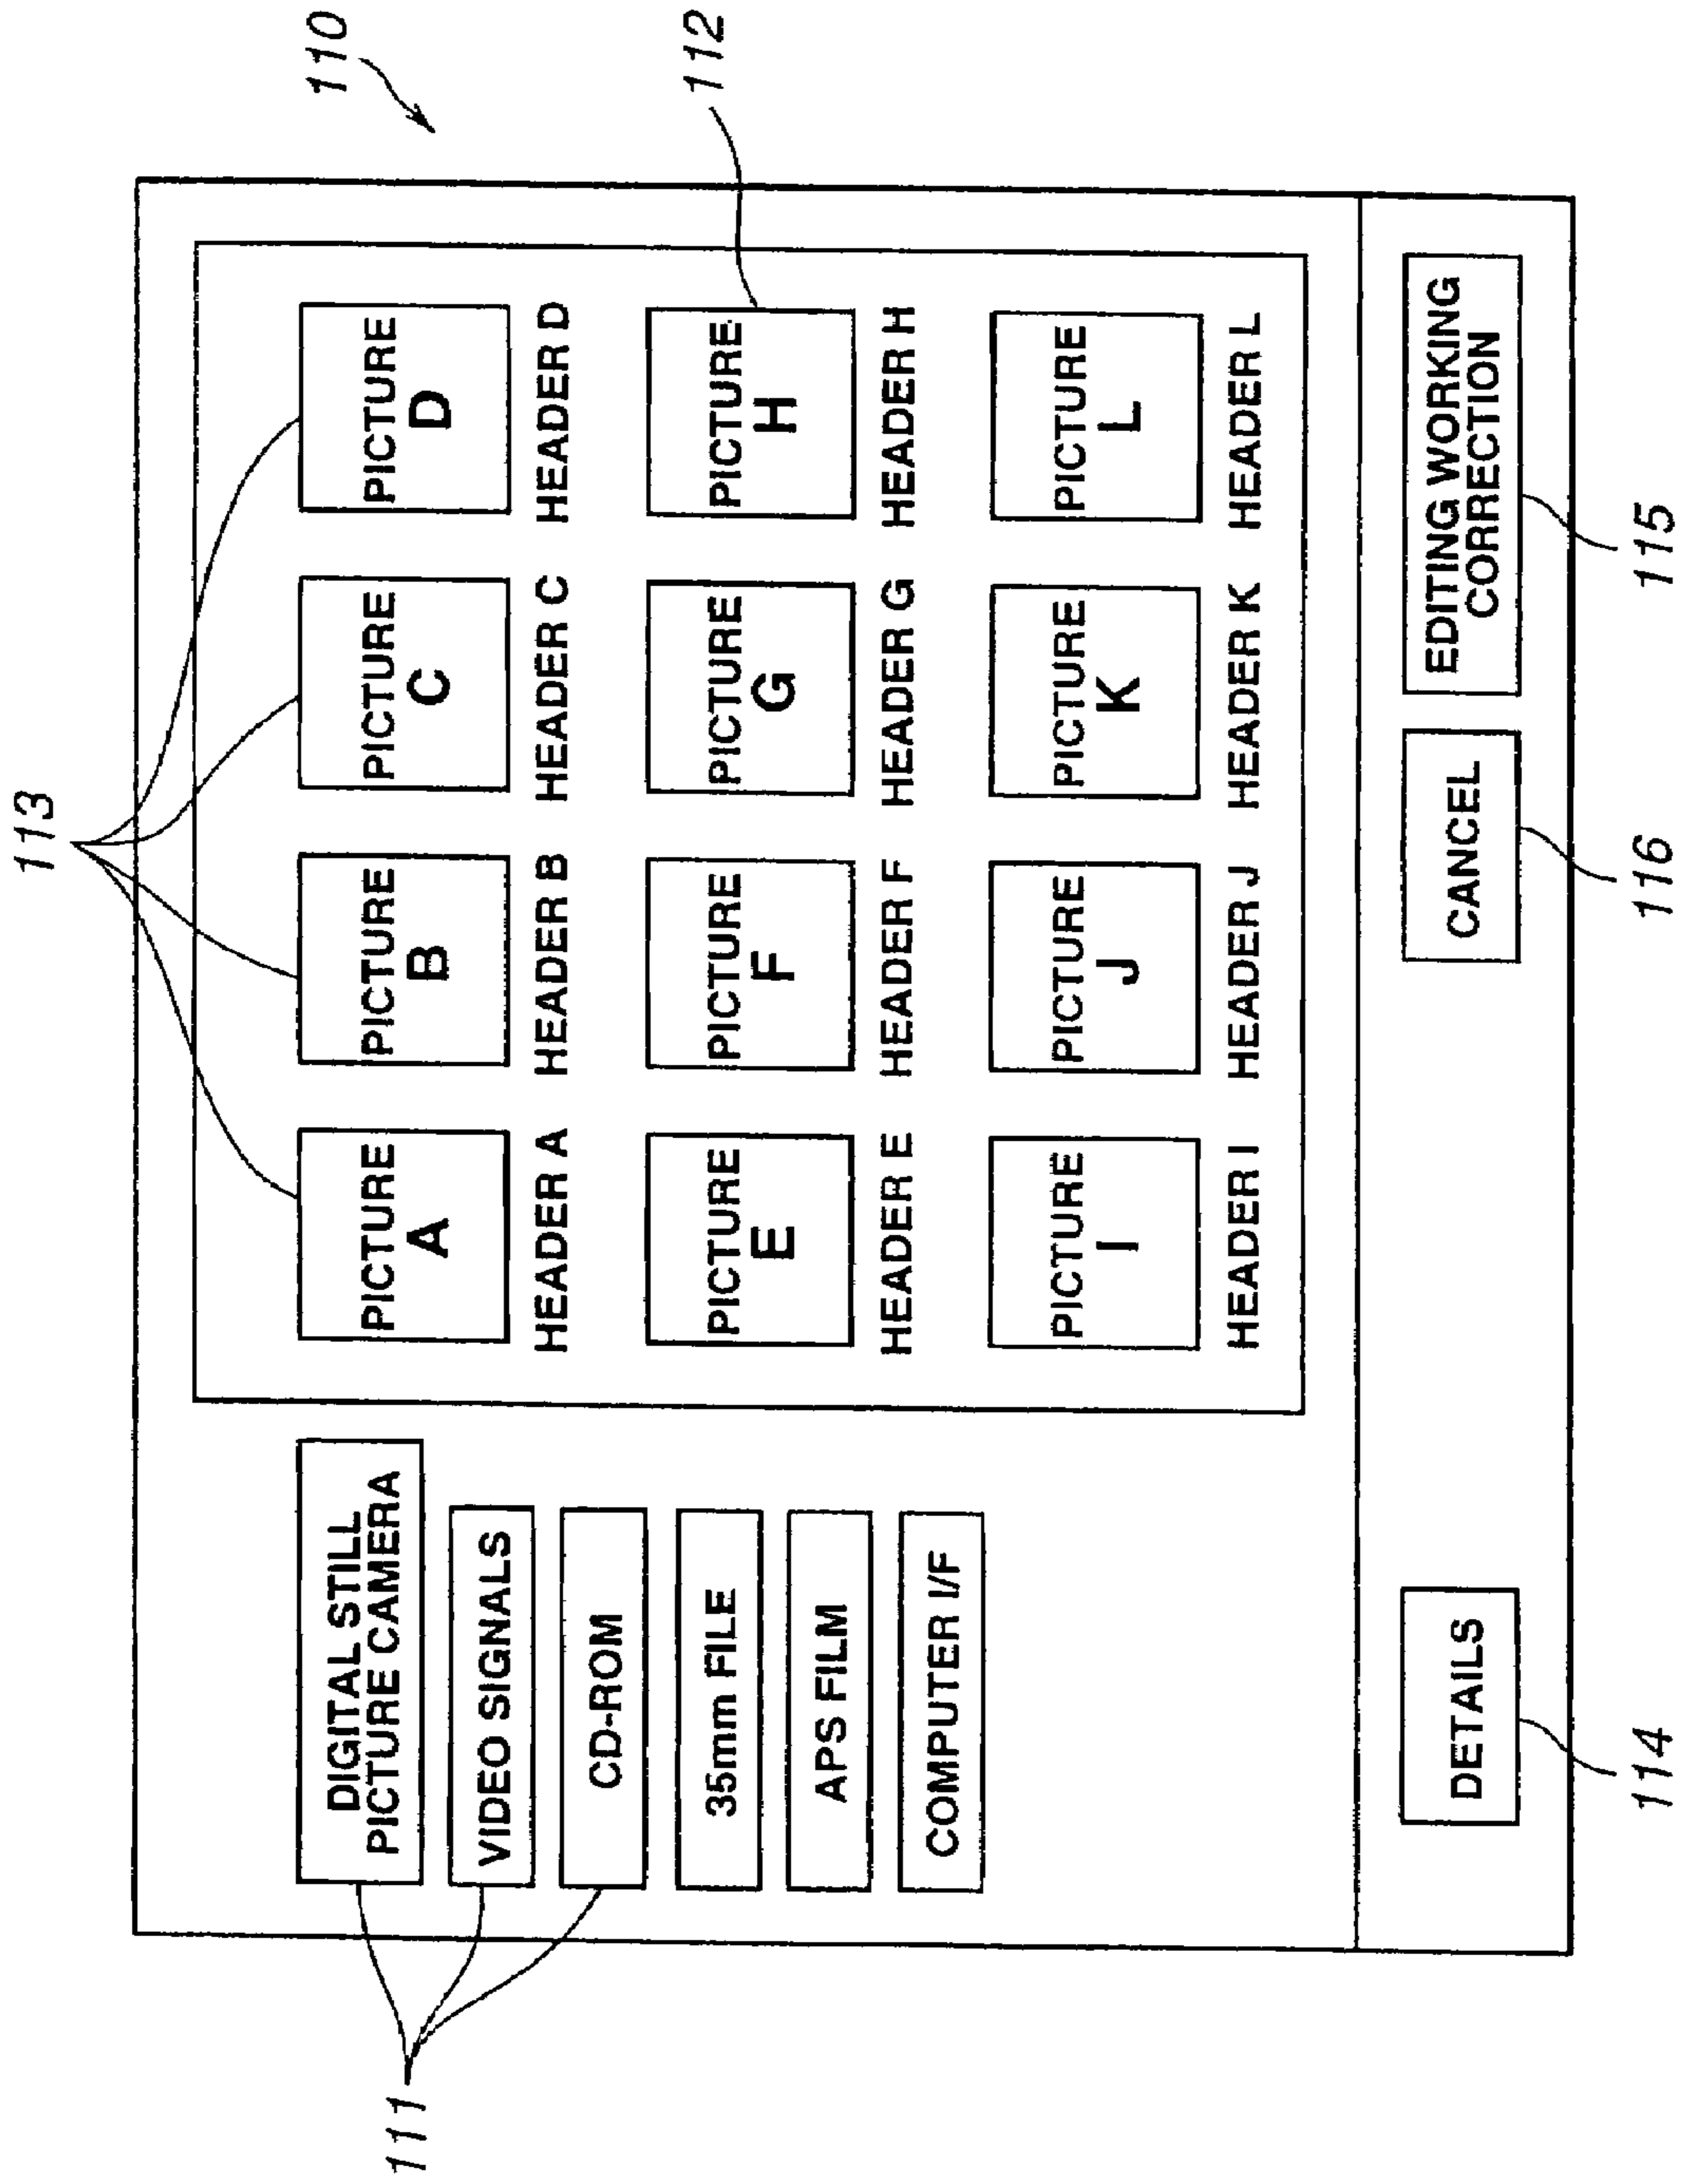 110
113
112
DIGITAL STILL
PICTURE CAMERA
VIDEO SIGNALS
CD-ROM
35mm FILE
APS FILM
COMPUTER I/F
111
PICTURE
A
PICTURE
B
PICTURE
C
PICTURE
D
HEADER A
HEADER B
HEADER C
HEADER D
PICTURE
E
PICTURE
F
PICTURE
G
PICTURE
H
HEADER E
HEADER F
HEADER G
HEADER H
PICTURE
I
PICTURE
J
PICTURE
K
PICTURE
L
HEADER I
HEADER J
HEADER K
HEADER L
DETAILS
CANCEL
EDITING WORKING
CORRECTION
114
116
115